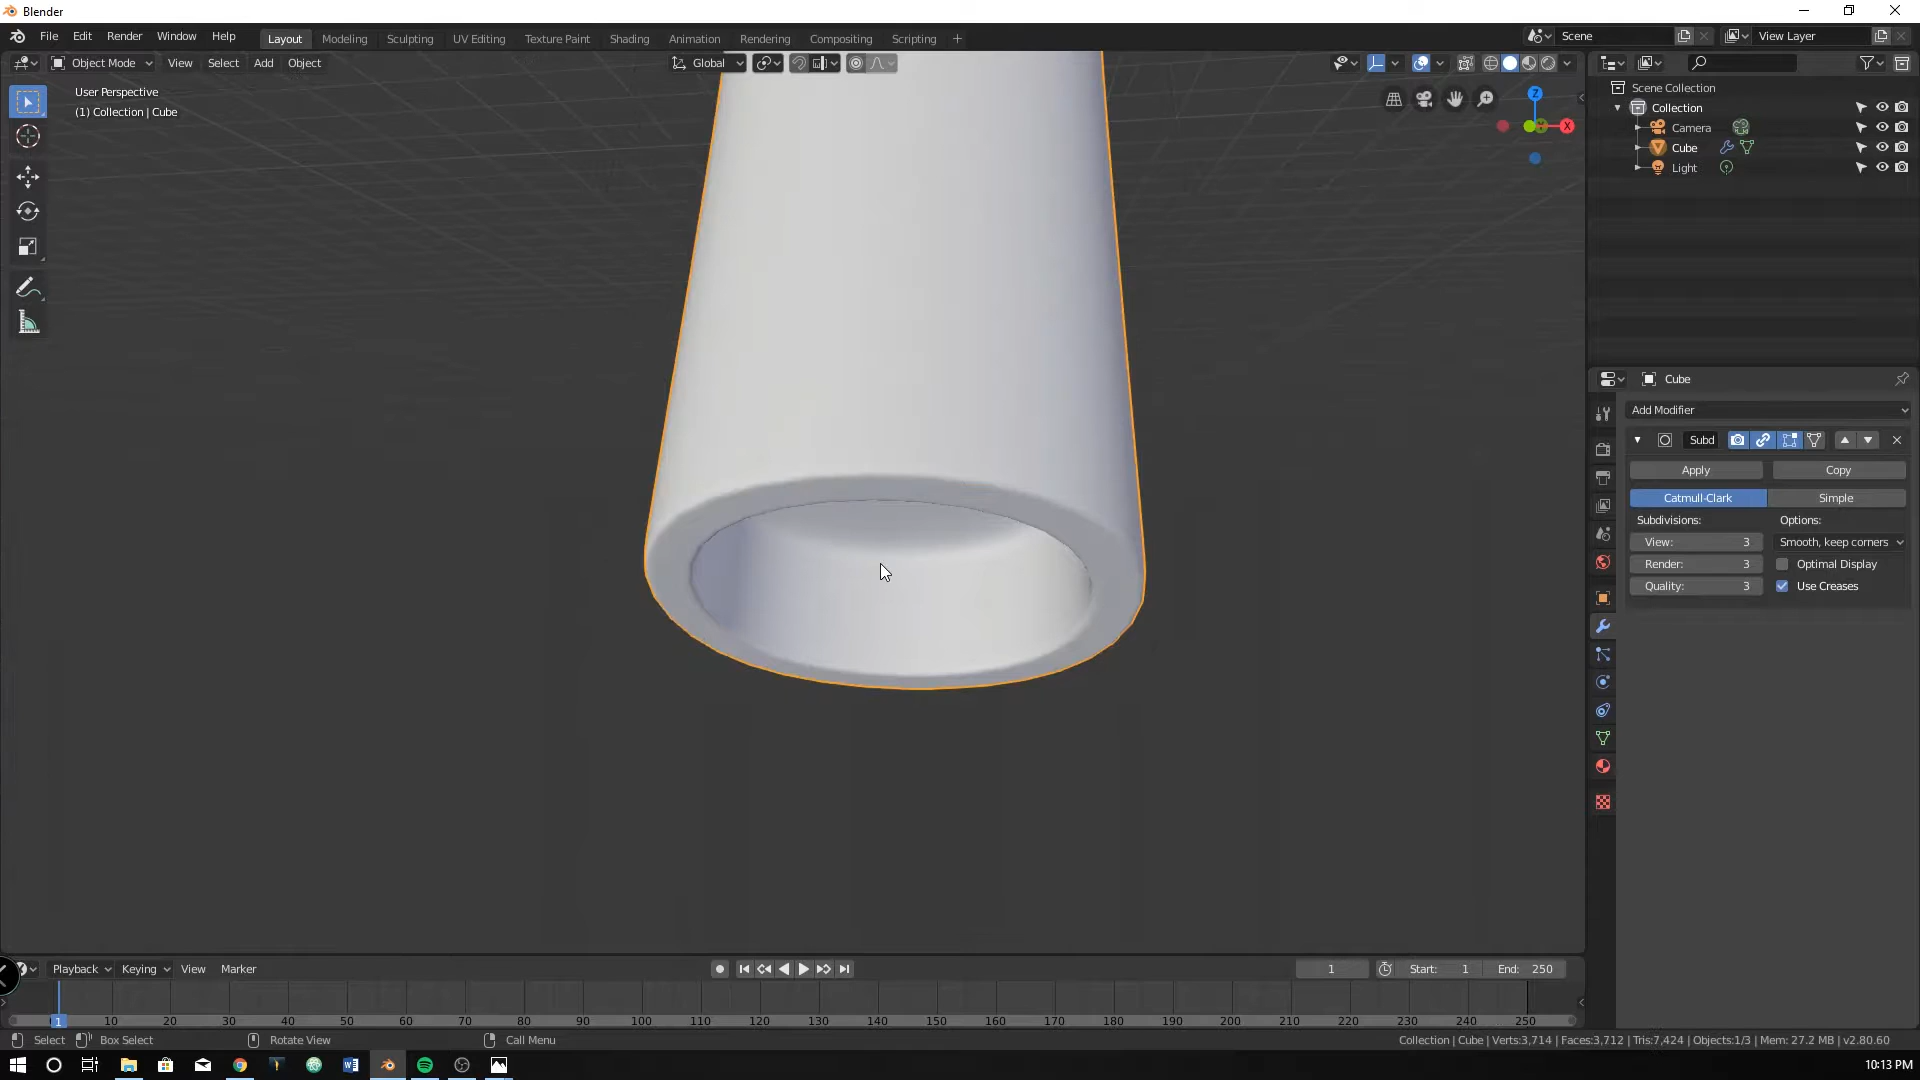 Blender
File Edit Render Window Help Layout Modeling Sculpting UV Editing Texture Paint Shading Animation Rendering Compositing Scripting + Scene View Layer
Object Mode View Select Add Object Global
User Perspective
(1) Collection | Cube
Z
X
Scene Collection
Collection
Camera
Cube
Light
Cube
Add Modifier
Subd
Apply Copy
Catmull-Clark Simple
Subdivisions: Options:
View: 3 Smooth, keep corners
Render: 3 Optimal Display
Quality: 3 Use Creases
Playback Keying View Marker 1 Start: 1 End: 250
1 10 20 30 40 50 60 70 80 90 100 110 120 130 140 150 160 170 180 190 200 210 220 230 240 250
Select Box Select Rotate View Call Menu Collection | Cube | Verts:3,714 | Faces:3,712 | Tris:7,424 | Objects:1/3 | Mem: 27.2 MB | v2.80.60
10:13 PM